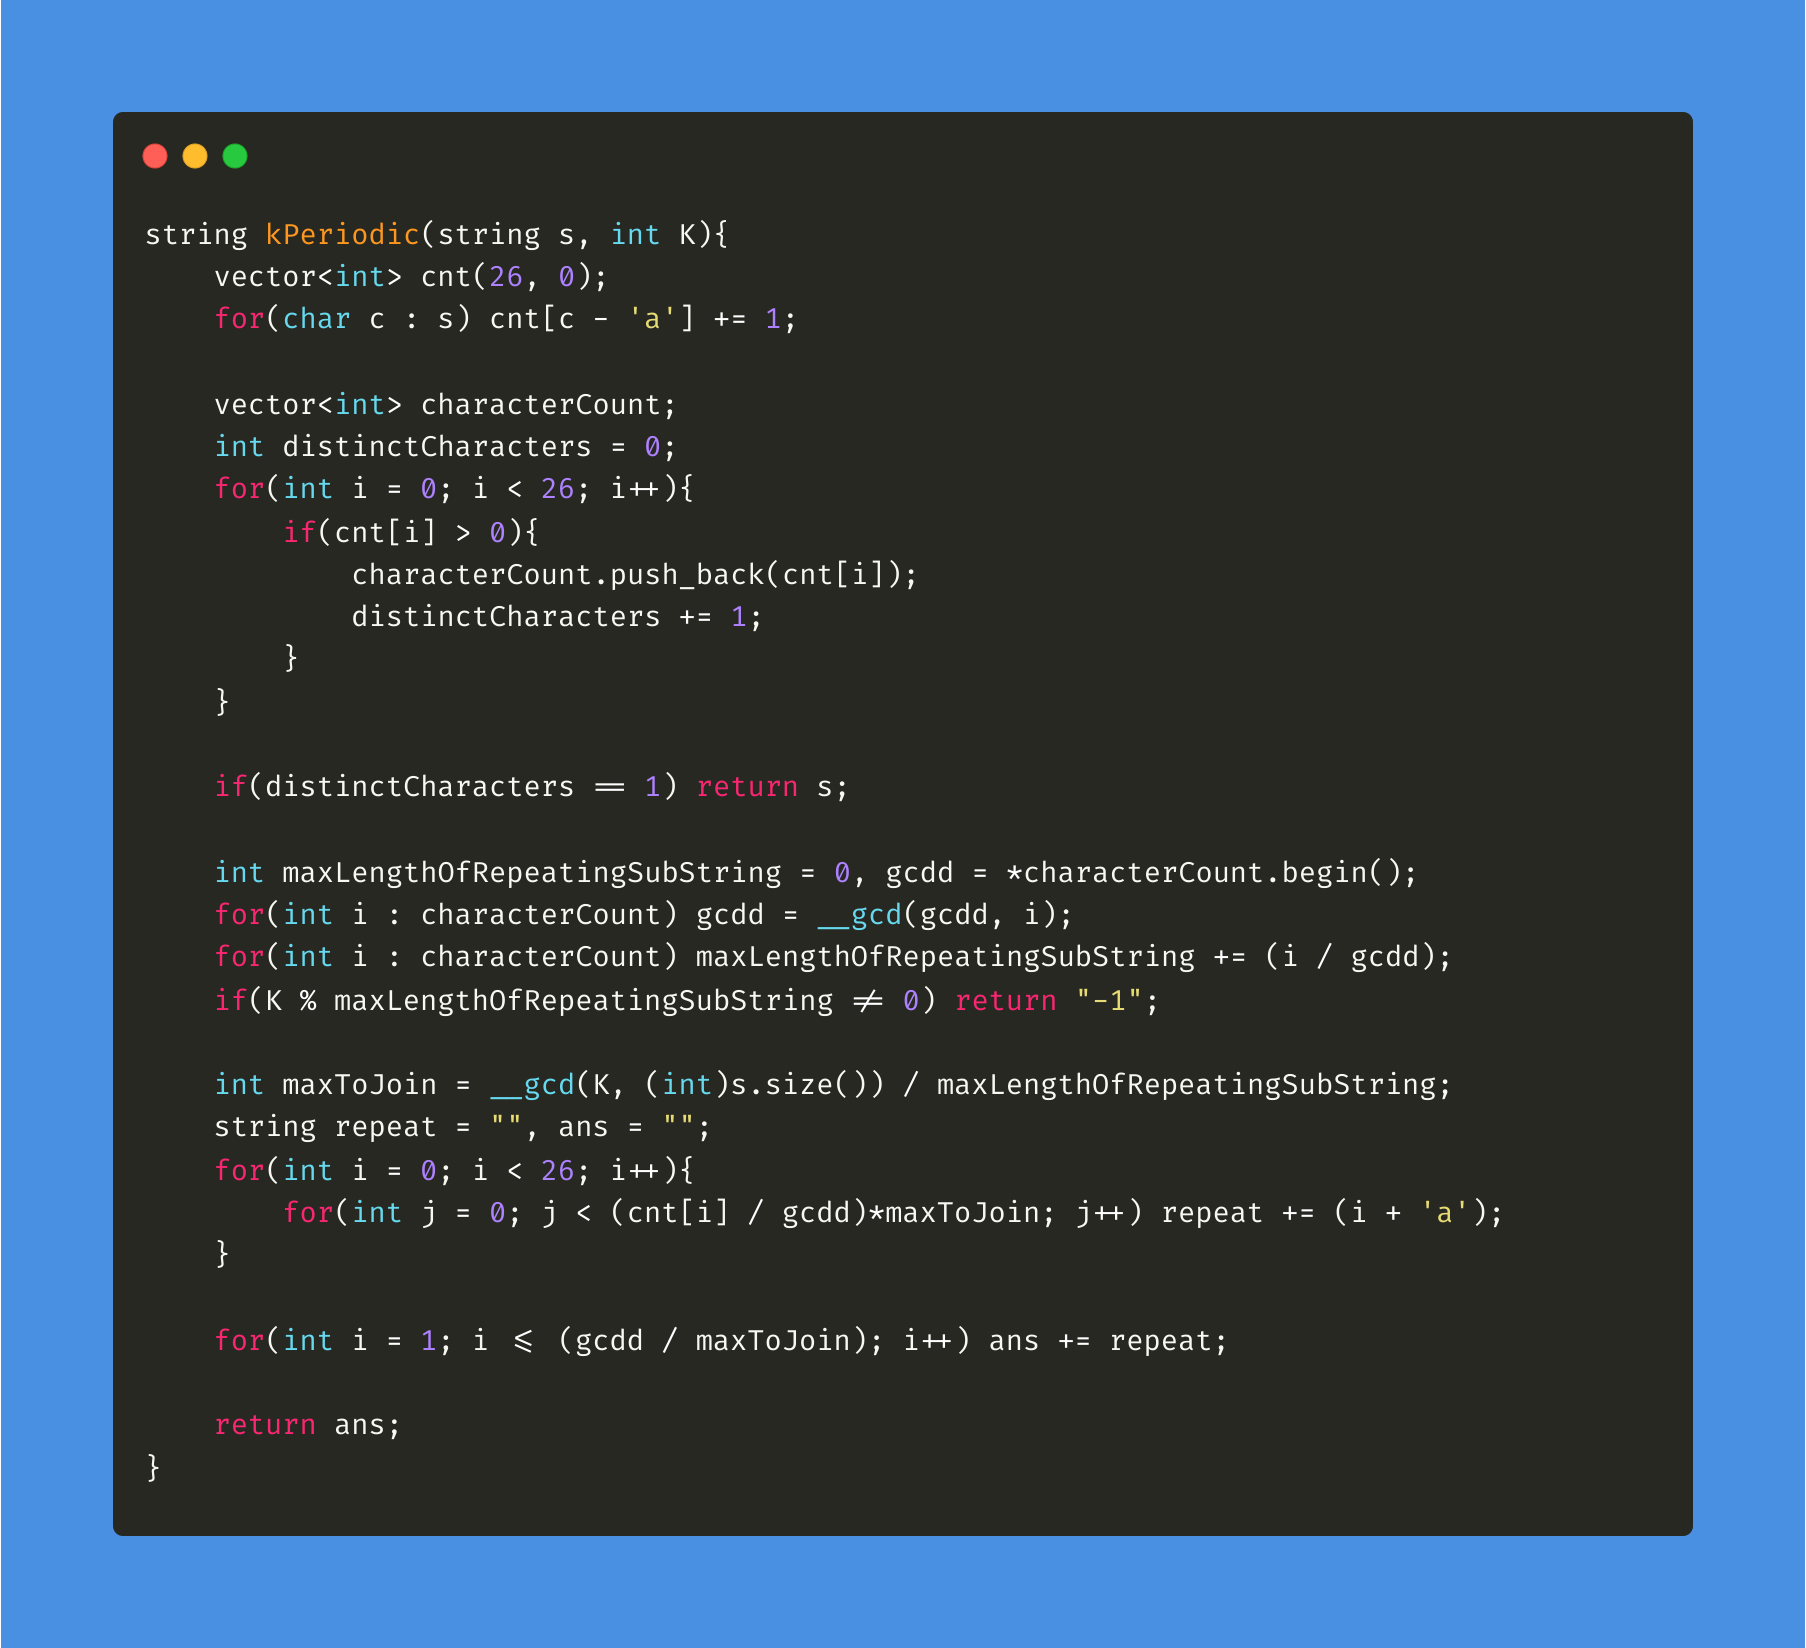 string kPeriodic(string s, int K){
    vector<int> cnt(26, 0);
    for(char c : s) cnt[c - 'a'] += 1;

    vector<int> characterCount;
    int distinctCharacters = 0;
    for(int i = 0; i < 26; i++){
        if(cnt[i] > 0){
            characterCount.push_back(cnt[i]);
            distinctCharacters += 1;
        }
    }

    if(distinctCharacters == 1) return s;

    int maxLengthOfRepeatingSubString = 0, gcdd = *characterCount.begin();
    for(int i : characterCount) gcdd = __gcd(gcdd, i);
    for(int i : characterCount) maxLengthOfRepeatingSubString += (i / gcdd);
    if(K % maxLengthOfRepeatingSubString != 0) return "-1";

    int maxToJoin = __gcd(K, (int)s.size()) / maxLengthOfRepeatingSubString;
    string repeat = "", ans = "";
    for(int i = 0; i < 26; i++){
        for(int j = 0; j < (cnt[i] / gcdd)*maxToJoin; j++) repeat += (i + 'a');
    }

    for(int i = 1; i <= (gcdd / maxToJoin); i++) ans += repeat;

    return ans;
}